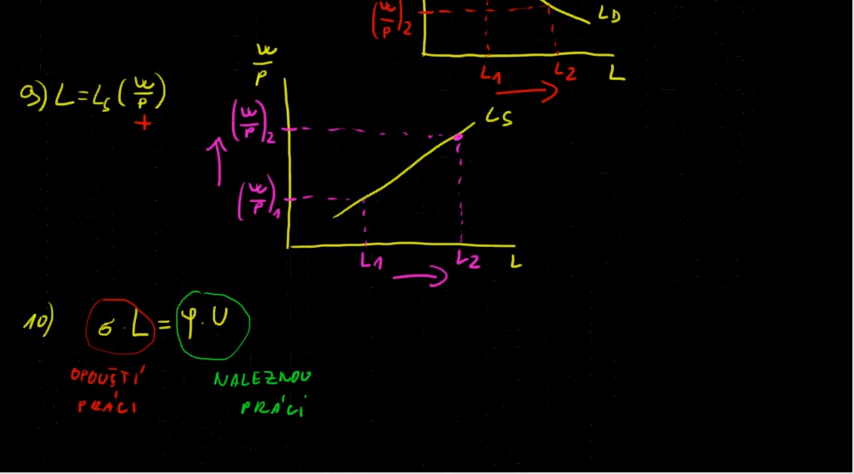 (W/P)2
LD
L1 L2 L
W/P
9) L = LS (W/P)
+
(W/P)2
LS
(W/P)1
L1 L2 L
10) σ . L = φ . U
OPOUŠTÍ
PRÁCI
NALEZNOU
PRÁCI